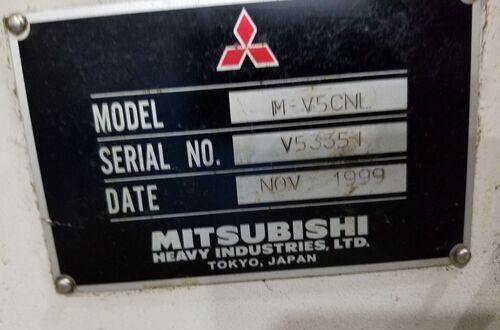 MODEL M-V5CNL
SERIAL NO. V53351
DATE NOV 1999
MITSUBISHI
HEAVY INDUSTRIES, LTD.
TOKYO, JAPAN